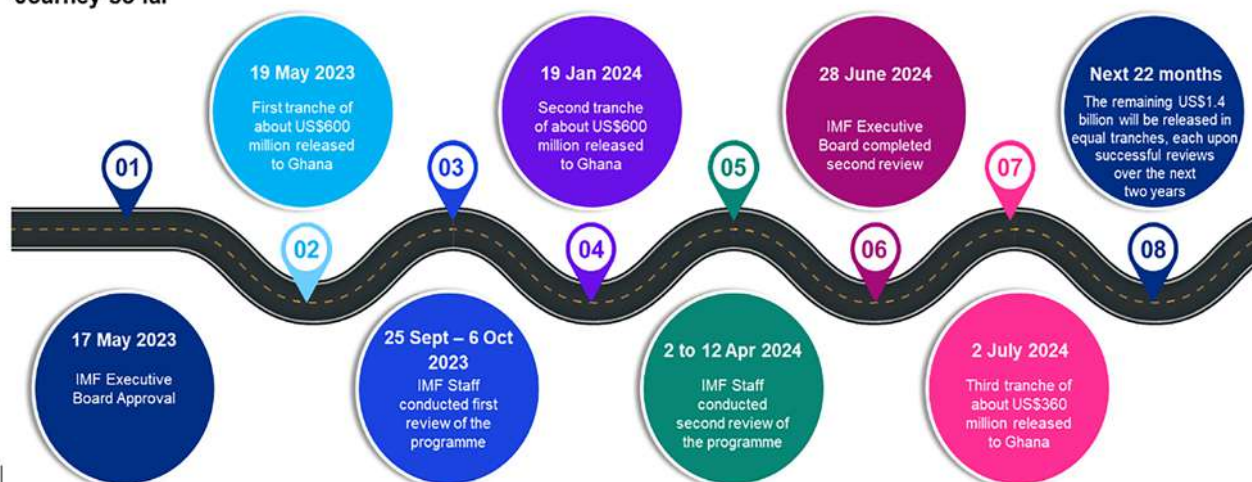 Journey so far
01
17 May 2023
IMF Executive
Board Approval
19 May 2023
First tranche of
about US$600
million released
to Ghana
02
03
25 Sept – 6 Oct
2023
IMF Staff
conducted first
review of the
programme
19 Jan 2024
Second tranche
of about US$600
million released
to Ghana
04
05
2 to 12 Apr 2024
IMF Staff
conducted
second review of
the programme
28 June 2024
IMF Executive
Board completed
second review
06
07
2 July 2024
Third tranche of
about US$360
million released
to Ghana
Next 22 months
The remaining US$1.4
billion will be released in
equal tranches, each upon
successful reviews
over the next
two years
08